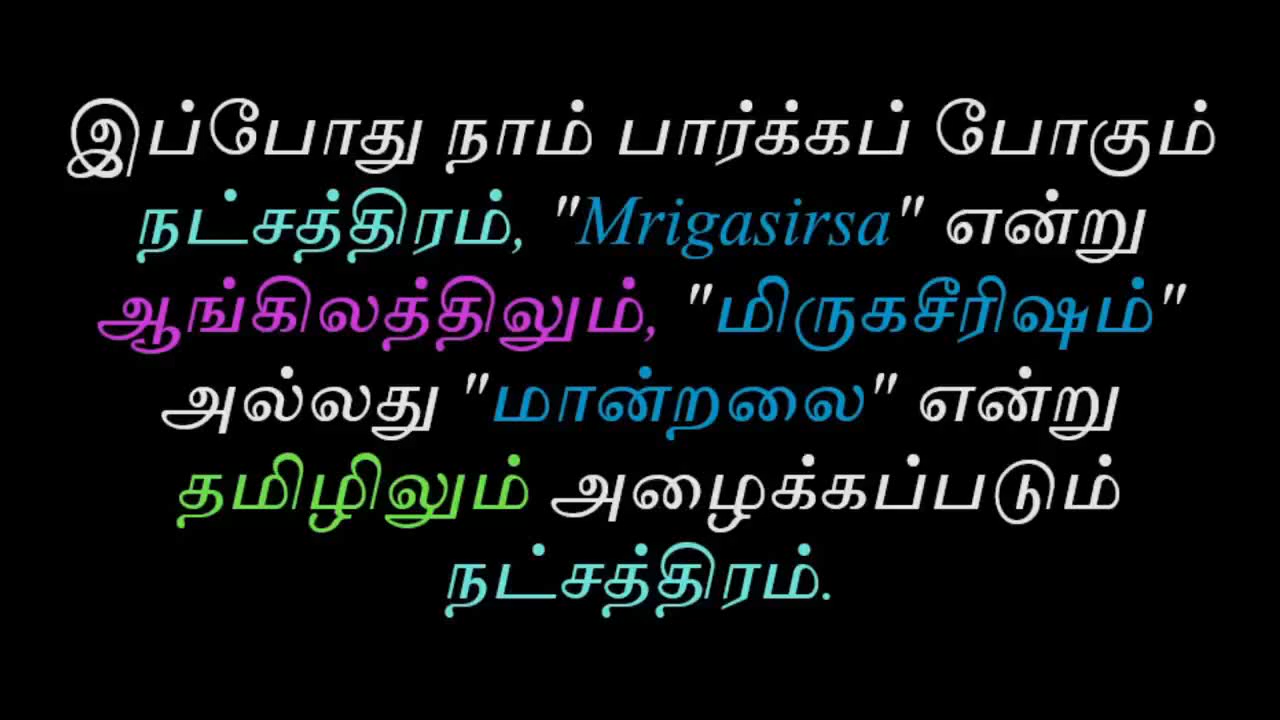 இப்போது நாம் பார்க்கப் போகும்
நட்சத்திரம், "Mrigasirsa" என்று
ஆங்கிலத்திலும், "மிருகசீரிஷம்"
அல்லது "மான்றலை" என்று
தமிழிலும் அழைக்கப்படும்
நட்சத்திரம்.